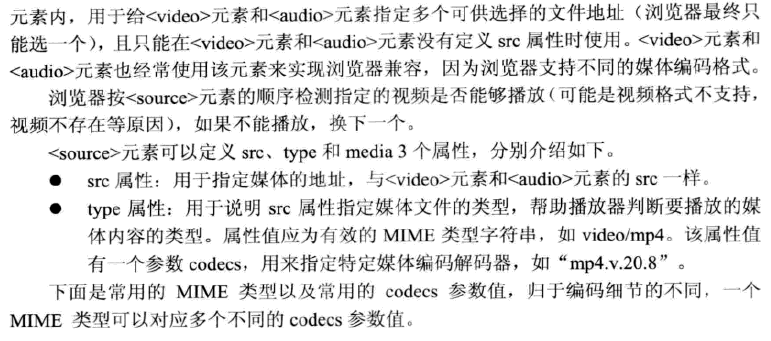 元素内，用于给<video>元素和<audio>元素指定多个可供选择的文件地址（浏览器最终只
能选一个），且只能在<video>元素和<audio>元素没有定义 src 属性时使用。<video>元素和
<audio>元素也经常使用该元素来实现浏览器兼容，因为浏览器支持不同的媒体编码格式。
浏览器按<source>元素的顺序检测指定的视频是否能够播放（可能是视频格式不支持，
视频不存在等原因），如果不能播放，换下一个。
<source>元素可以定义 src、type 和 media 3 个属性，分别介绍如下。
● src 属性：用于指定媒体的地址，与<video>元素和<audio>元素的 src 一样。
● type 属性：用于说明 src 属性指定媒体文件的类型，帮助播放器判断要播放的媒
体内容的类型。属性值应为有效的 MIME 类型字符串，如 video/mp4。该属性值
有一个参数 codecs，用来指定特定媒体编码解码器，如“mp4.v.20.8”。
下面是常用的 MIME 类型以及常用的 codecs 参数值，归于编码细节的不同，一个
MIME 类型可以对应多个不同的 codecs 参数值。